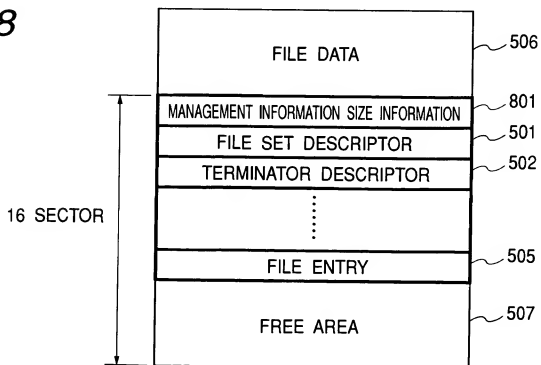 8
FILE DATA
506
MANAGEMENT INFORMATION SIZE INFORMATION
801
FILE SET DESCRIPTOR
501
TERMINATOR DESCRIPTOR
502
16 SECTOR
FILE ENTRY
505
FREE AREA
507